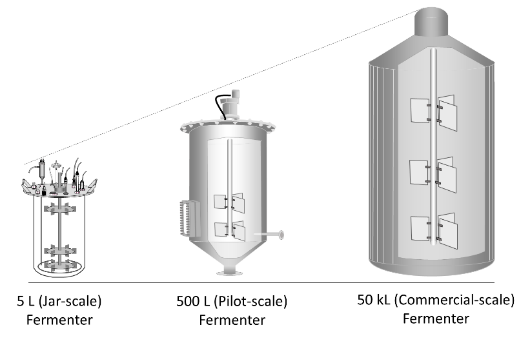 5 L (Jar-scale)
Fermenter
500 L (Pilot-scale)
Fermenter
50 kL (Commercial-scale)
Fermenter